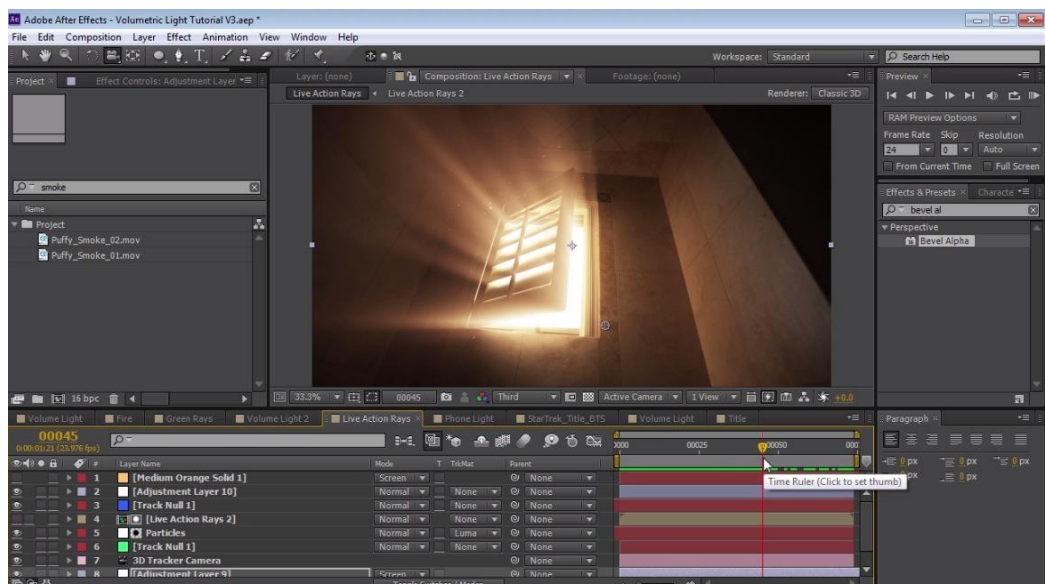 Adobe After Effects - Volumetric Light Tutorial V3.aep *
File Edit Composition Layer Effect Animation View Window Help
Workspace: Standard
Search Help
Project
Effect Controls: Adjustment Layer
Layer: (none)
Composition: Live Action Rays
Footage: (none)
Live Action Rays
Live Action Rays 2
Renderer: Classic 3D
smoke
Name
Project
Puffy_Smoke_02.mov
Puffy_Smoke_01.mov
16 bpc
33.3%
00045
Third
Active Camera
1 View
+0.0
Preview
RAM Preview Options
Frame Rate Skip Resolution
24 0 Auto
From Current Time Full Screen
Effects & Presets
Characte
bevel al
Perspective
Bevel Alpha
Volume Light
Fire
Green Rays
Volume Light 2
Live Action Rays
Phone Light
StarTrek_Title_BTS
Volume Light
Title
00045
0:00:01:21 (23.976 fps)
0000 00025 00050 000
# Layer Name Mode T TrkMat Parent
1 [Medium Orange Solid 1] Screen None
2 [Adjustment Layer 10] Normal None None
3 [Track Null 1] Normal None None
4 [Live Action Rays 2] Normal None None
5 Particles Normal Luma None
6 [Track Null 1] Normal None None
7 3D Tracker Camera None
8 [Adjustment Layer 9] Screen None
Toggle Switches / Modes
Time Ruler (Click to set thumb)
Paragraph
0 px 0 px 0 px
0 px